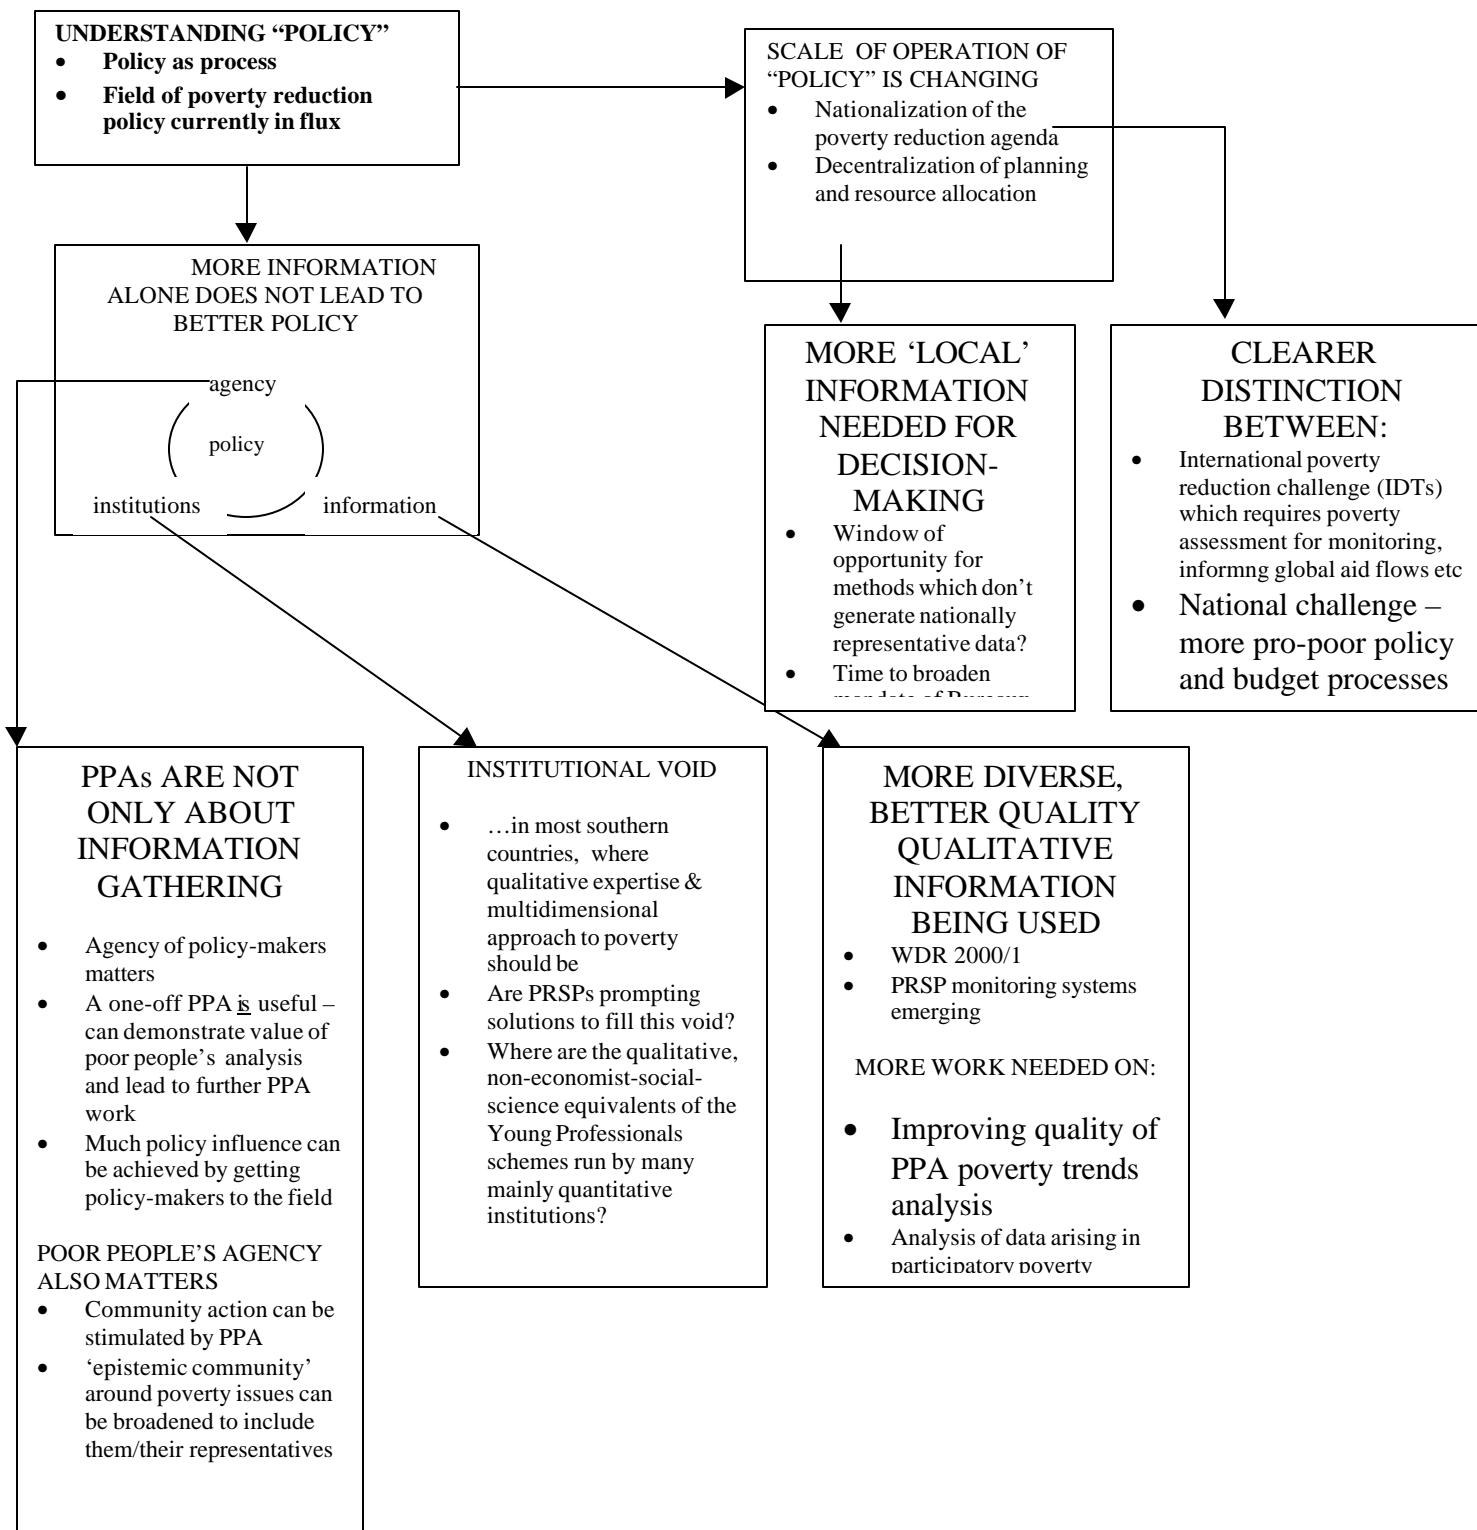 UNDERSTANDING “POLICY”
• Policy as process
• Field of poverty reduction
policy currently in flux
SCALE OF OPERATION OF
“POLICY” IS CHANGING
• Nationalization of the
poverty reduction agenda
• Decentralization of planning
and resource allocation
MORE INFORMATION
ALONE DOES NOT LEAD TO
BETTER POLICY
agency
policy
institutions
information
MORE ‘LOCAL’
INFORMATION
NEEDED FOR
DECISION-
MAKING
• Window of
opportunity for
methods which don’t
generate nationally
representative data?
• Time to broaden
mandate of Bureaus
CLEARER
DISTINCTION
BETWEEN:
• International poverty
reduction challenge (IDTs)
which requires poverty
assessment for monitoring,
informng global aid flows etc
• National challenge –
more pro-poor policy
and budget processes
PPAs ARE NOT
ONLY ABOUT
INFORMATION
GATHERING
• Agency of policy-makers
matters
• A one-off PPA is useful –
can demonstrate value of
poor people’s analysis
and lead to further PPA
work
• Much policy influence can
be achieved by getting
policy-makers to the field
POOR PEOPLE’S AGENCY
ALSO MATTERS
• Community action can be
stimulated by PPA
• ‘epistemic community’
around poverty issues can
be broadened to include
them/their representatives
INSTITUTIONAL VOID
• …in most southern
countries, where
qualitative expertise &
multidimensional
approach to poverty
should be
• Are PRSPs prompting
solutions to fill this void?
• Where are the qualitative,
non-economist-social-
science equivalents of the
Young Professionals
schemes run by many
mainly quantitative
institutions?
MORE DIVERSE,
BETTER QUALITY
QUALITATIVE
INFORMATION
BEING USED
• WDR 2000/1
• PRSP monitoring systems
emerging
MORE WORK NEEDED ON:
• Improving quality of
PPA poverty trends
analysis
• Analysis of data arising in
participatory poverty